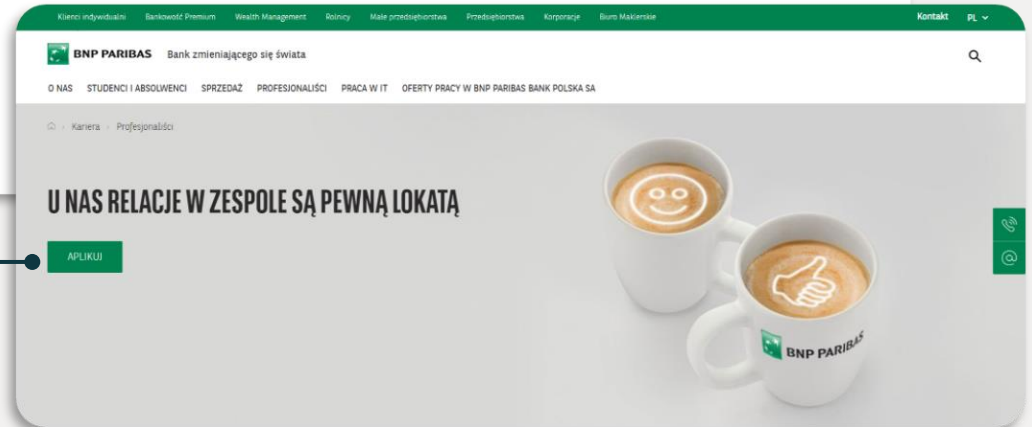 Klienci indywidualni Bankowość Premium Wealth Management Rolnicy Małe przedsiębiorstwa Przedsiębiorstwa Korporacje Biuro Maklerskie Kontakt PL
BNP PARIBAS Bank zmieniającego się świata
O NAS STUDENCI I ABSOLWENCI SPRZEDAŻ PROFESJONALIŚCI PRACA W IT OFERTY PRACY W BNP PARIBAS BANK POLSKA SA
Kariera Profesjonaliści
U NAS RELACJE W ZESPOLE SĄ PEWNĄ LOKATĄ
APLIKUJ
BNP PARIBAS